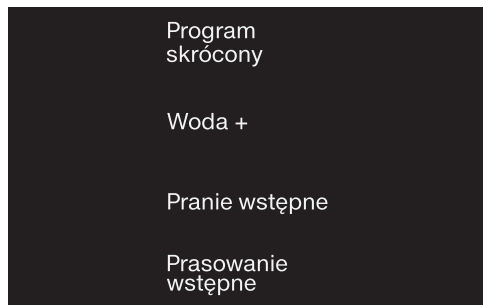 Program
skrócony
Woda +
Pranie wstępne
Prasowanie
wstępne